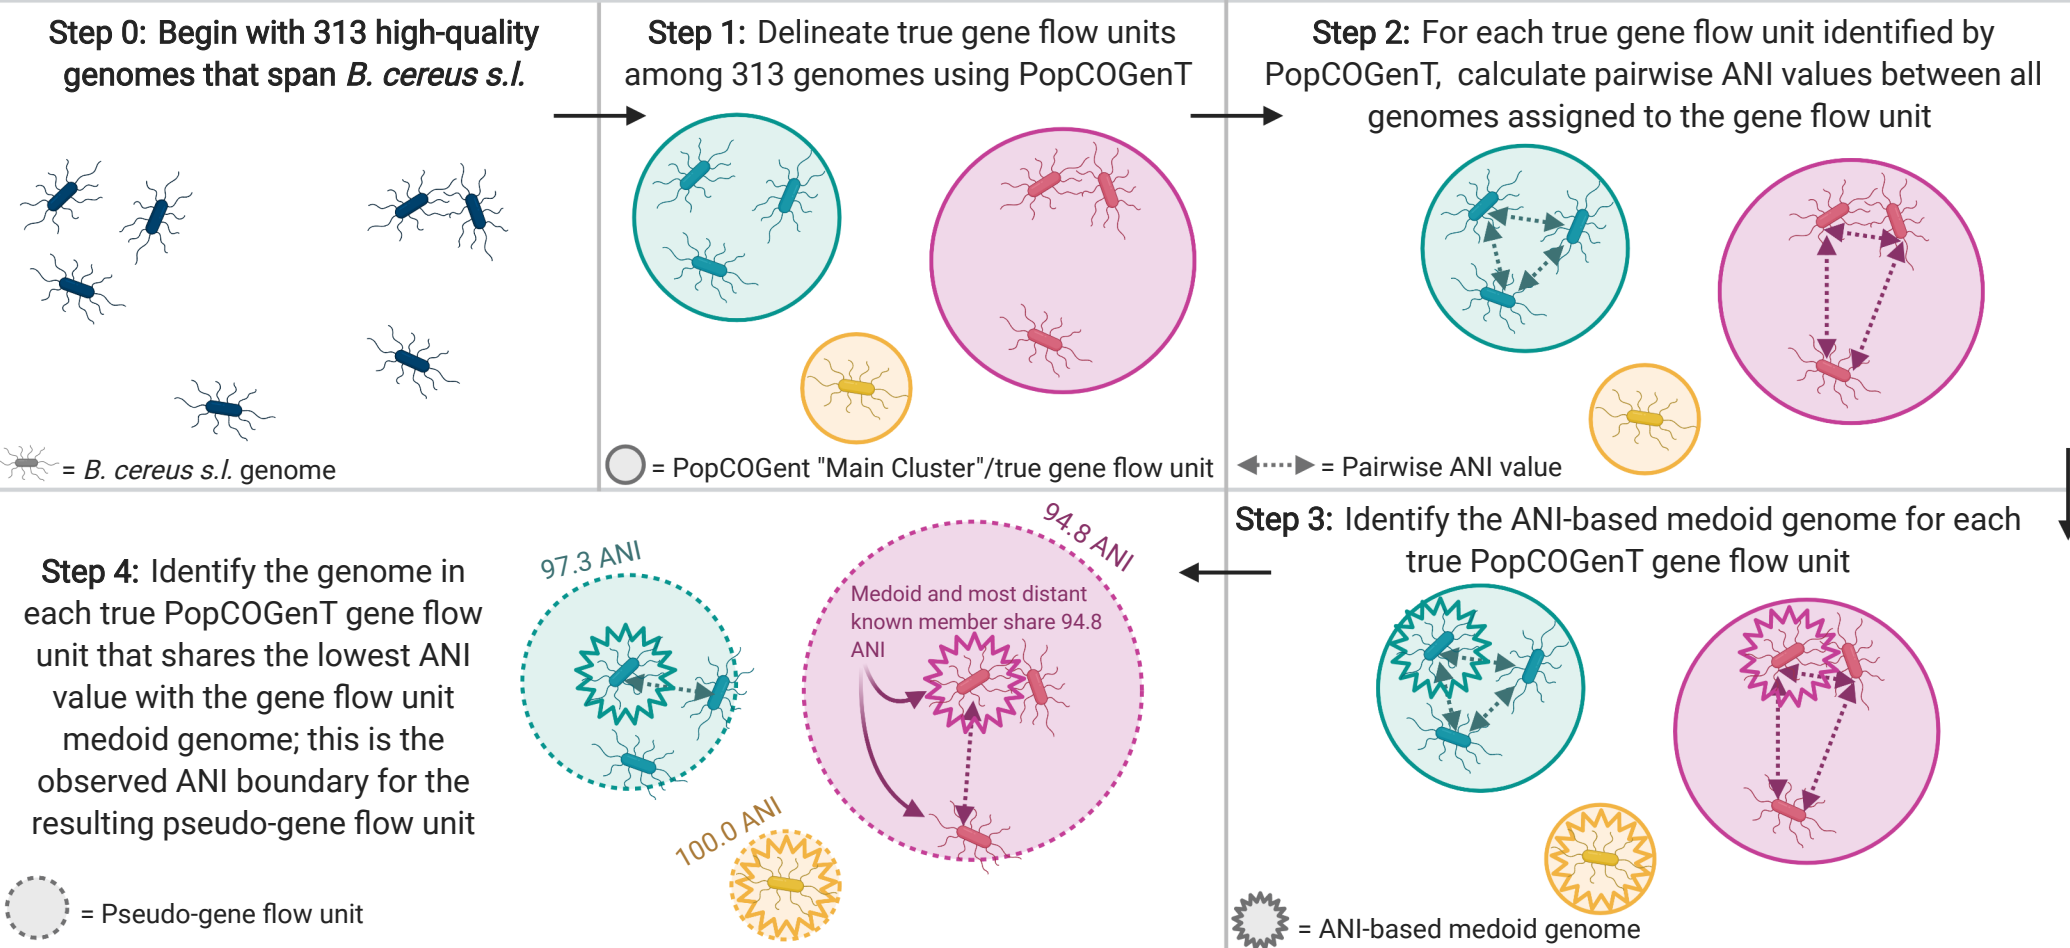 Step 0: Begin with 313 high-quality
genomes that span B. cereus s.l.
= B. cereus s.l. genome
Step 1: Delineate true gene flow units
among 313 genomes using PopCOGenT
= PopCOGent "Main Cluster"/true gene flow unit
Step 2: For each true gene flow unit identified by
PopCOGenT, calculate pairwise ANI values between all
genomes assigned to the gene flow unit
= Pairwise ANI value
Step 3: Identify the ANI-based medoid genome for each
true PopCOGenT gene flow unit
= ANI-based medoid genome
Step 4: Identify the genome in
each true PopCOGenT gene flow
unit that shares the lowest ANI
value with the gene flow unit
medoid genome; this is the
observed ANI boundary for the
resulting pseudo-gene flow unit
= Pseudo-gene flow unit
97.3 ANI
94.8 ANI
Medoid and most distant
known member share 94.8
ANI
100.0 ANI